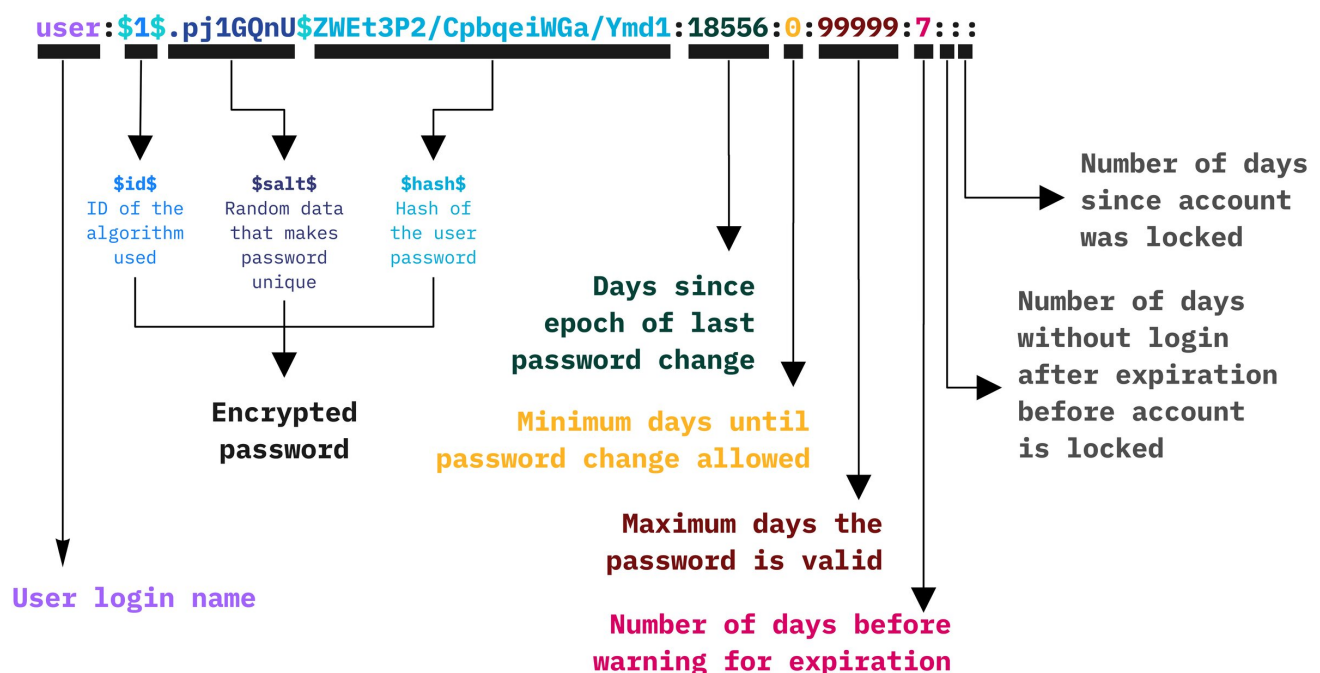 user:$1$.pj1GQnU$ZWEt3P2/CpbqeiWGa/Ymd1:18556:0:99999:7:::
$id$
ID of the
algorithm
used
$salt$
Random data
that makes
password
unique
$hash$
Hash of
the user
password
Encrypted
password
User login name
Days since
epoch of last
password change
Minimum days until
password change allowed
Maximum days the
password is valid
Number of days before
warning for expiration
Number of days
since account
was locked
Number of days
without login
after expiration
before account
is locked